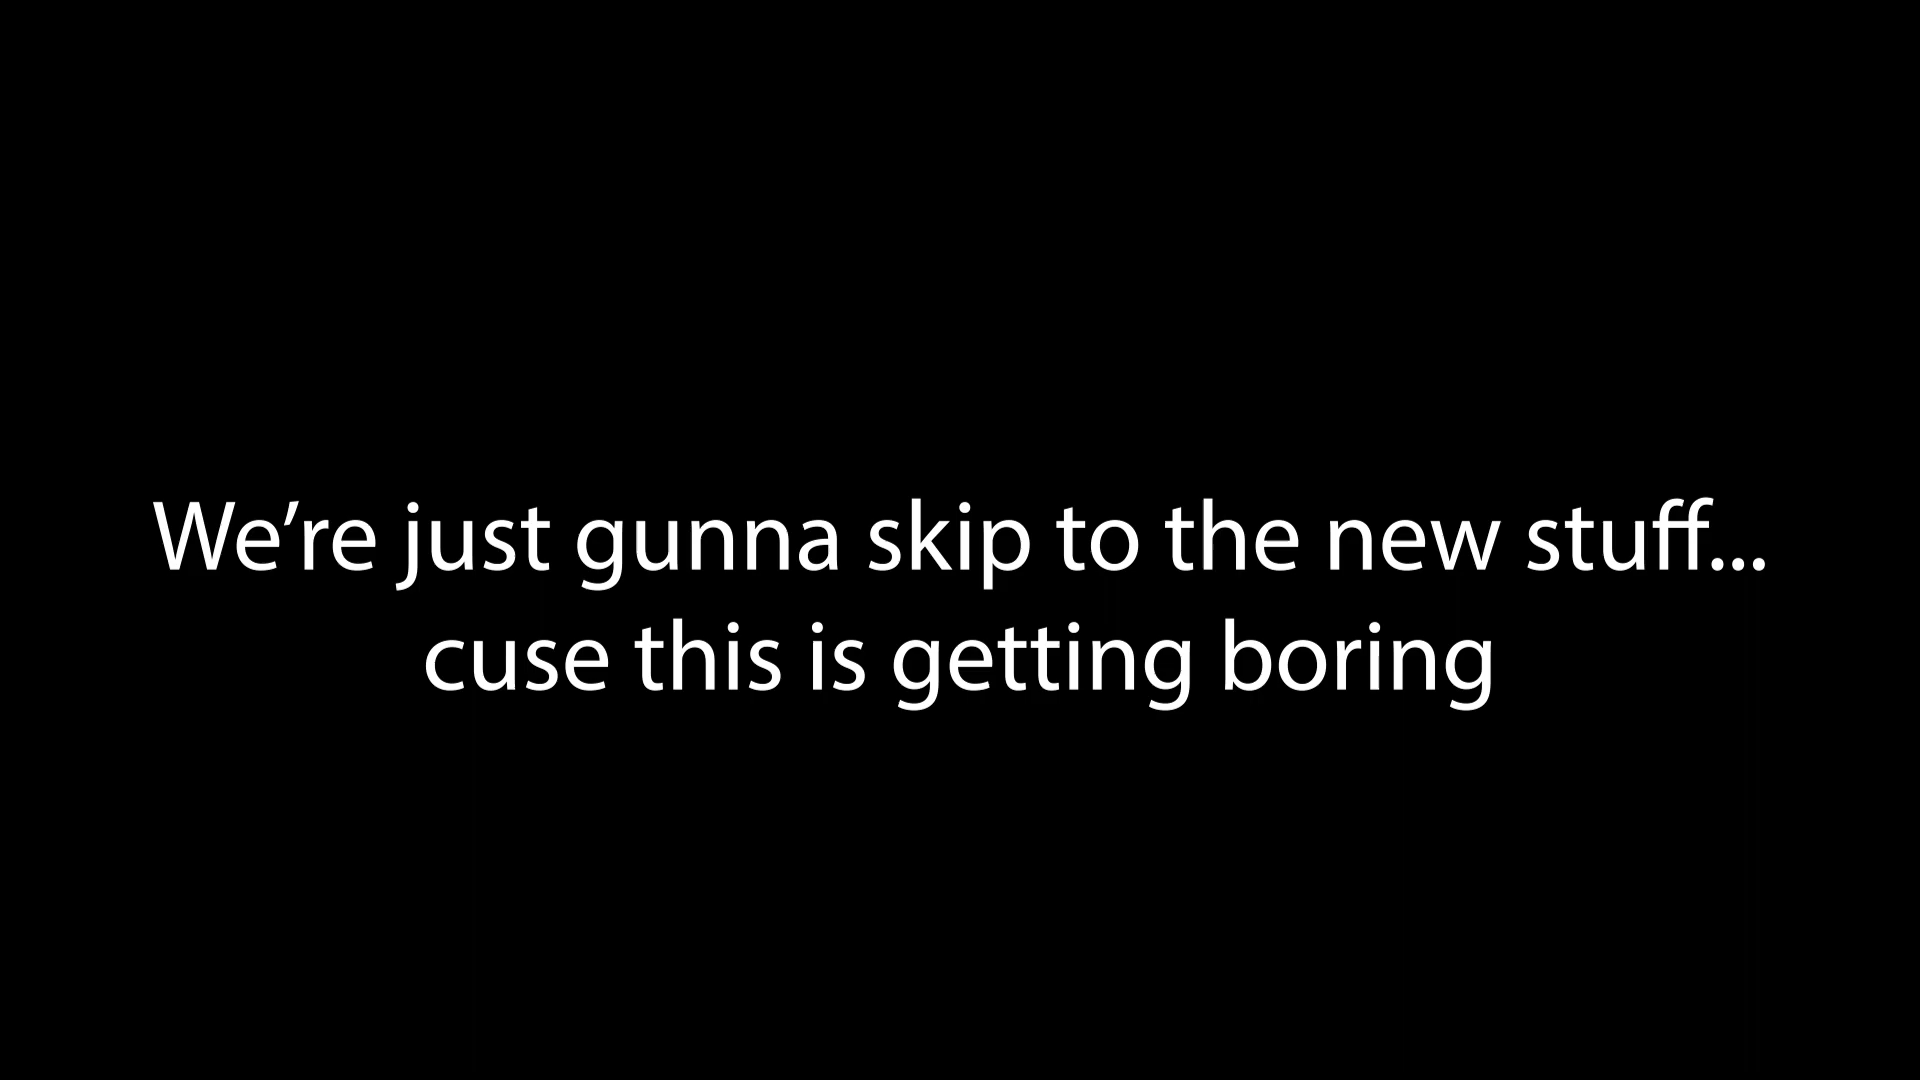 We’re just gunna skip to the new stuff...
cuse this is getting boring